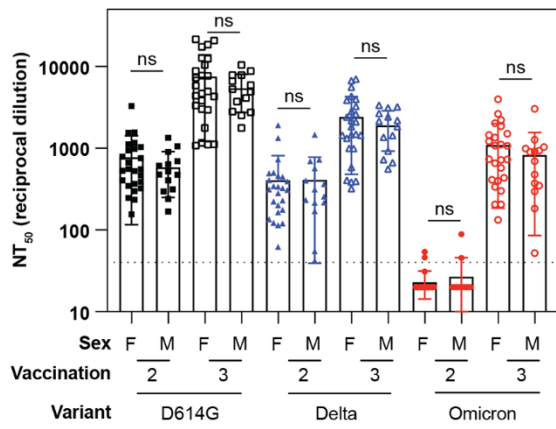 ns ns ns ns ns ns
NT50 (reciprocal dilution)
10000
1000
100
10
Sex F M F M F M F M F M F M
Vaccination 2 3 2 3 2 3
Variant D614G Delta Omicron